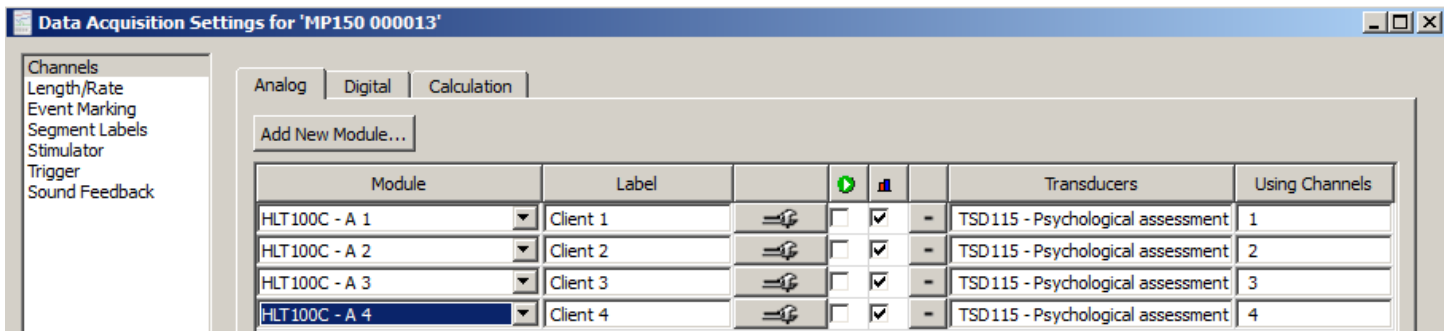 Data Acquisition Settings for 'MP150 000013'
Channels
Length/Rate
Event Marking
Segment Labels
Stimulator
Trigger
Sound Feedback
Analog Digital Calculation
Add New Module...
Module Label Transducers Using Channels
HLT100C - A 1 Client 1 - TSD115 - Psychological assessment 1
HLT100C - A 2 Client 2 - TSD115 - Psychological assessment 2
HLT100C - A 3 Client 3 - TSD115 - Psychological assessment 3
HLT100C - A 4 Client 4 - TSD115 - Psychological assessment 4